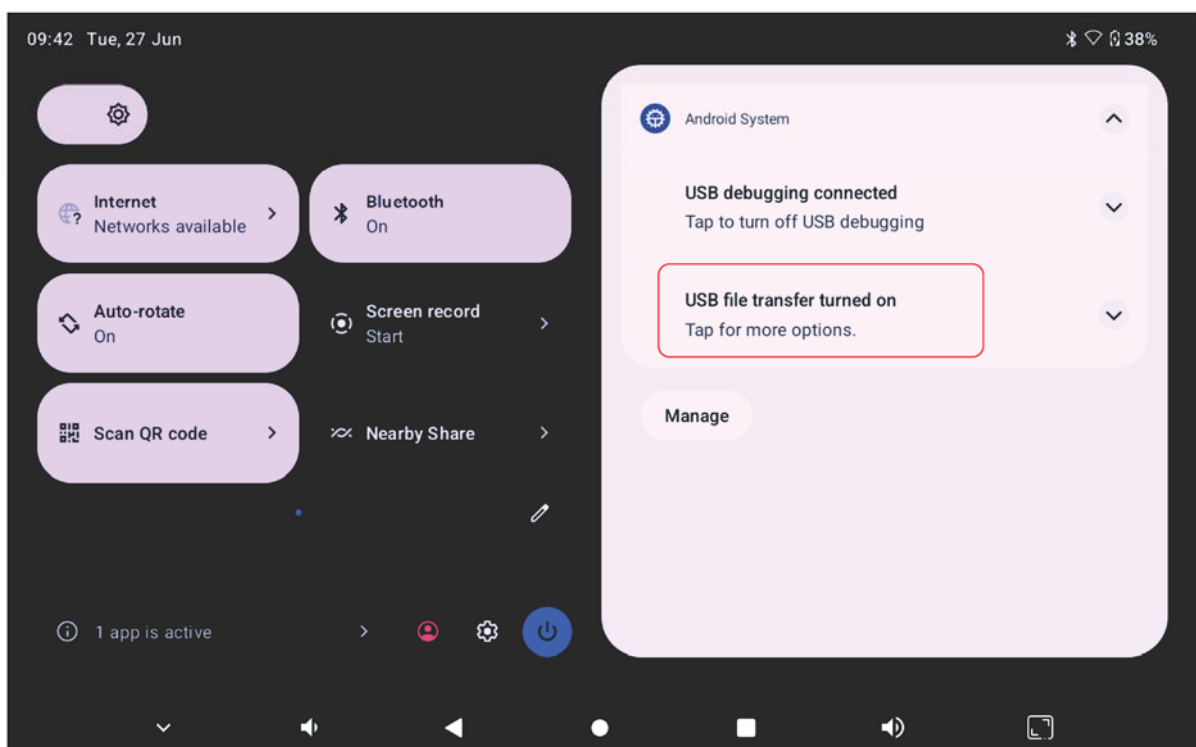 09:42 Tue, 27 Jun
38%
Internet
Networks available
Bluetooth
On
Auto-rotate
On
Screen record
Start
Scan QR code
Nearby Share
1 app is active
Android System
USB debugging connected
Tap to turn off USB debugging
USB file transfer turned on
Tap for more options.
Manage